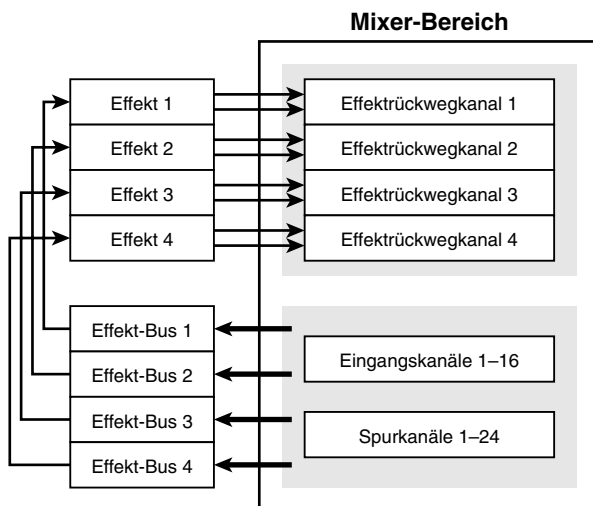 Mixer-Bereich
Effekt 1
Effektrückwegkanal 1
Effekt 2
Effektrückwegkanal 2
Effekt 3
Effektrückwegkanal 3
Effekt 4
Effektrückwegkanal 4
Effekt-Bus 1
Effekt-Bus 2
Effekt-Bus 3
Effekt-Bus 4
Eingangskanäle 1–16
Spurkanäle 1–24